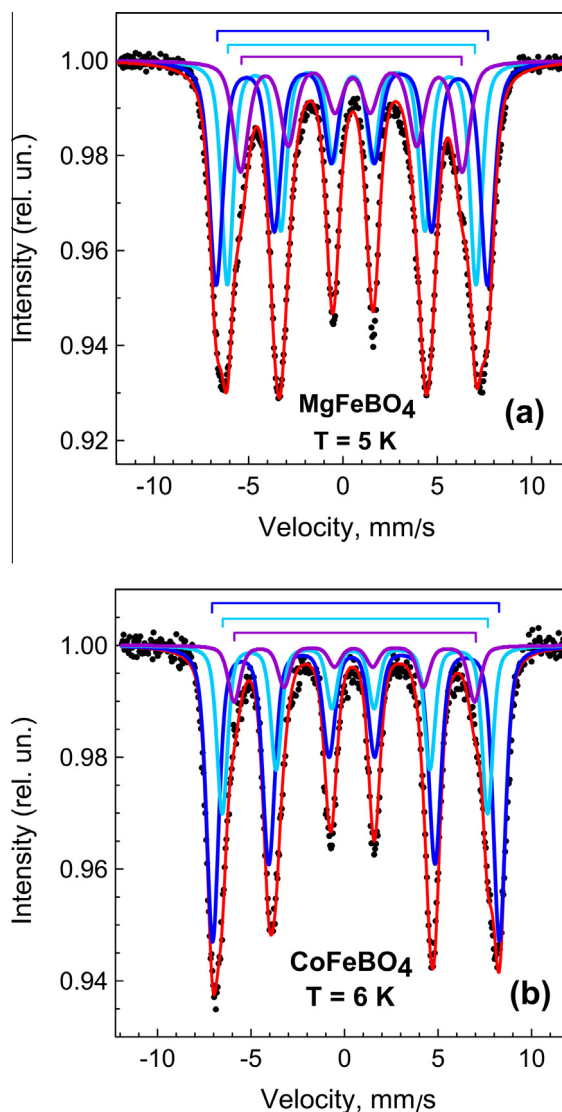 1.00
0.98
0.96
0.94
0.92
Intensity (rel. un.)
MgFeBO4
T = 5 K
(a)
-10 -5 0 5 10
Velocity, mm/s
1.00
0.98
0.96
0.94
Intensity (rel. un.)
CoFeBO4
T = 6 K
(b)
-10 -5 0 5 10
Velocity, mm/s